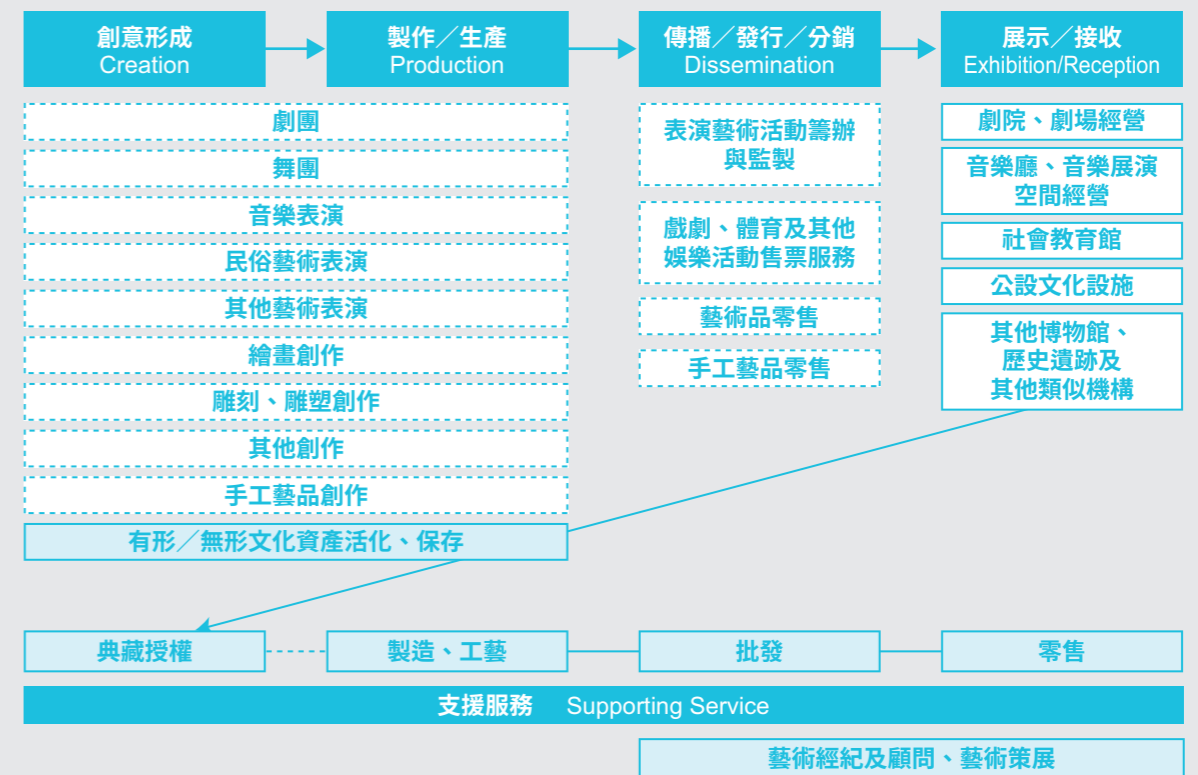 創意形成
Creation
製作／生產
Production
傳播／發行／分銷
Dissemination
展示／接收
Exhibition/Reception
劇團
舞團
音樂表演
民俗藝術表演
其他藝術表演
繪畫創作
雕刻、雕塑創作
其他創作
手工藝品創作
有形／無形文化資產活化、保存
表演藝術活動籌辦
與監製
戲劇、體育及其他
娛樂活動售票服務
藝術品零售
手工藝品零售
劇院、劇場經營
音樂廳、音樂展演
空間經營
社會教育館
公設文化設施
其他博物館、
歷史遺跡及
其他類似機構
典藏授權
製造、工藝
批發
零售
支援服務 Supporting Service
藝術經紀及顧問、藝術策展